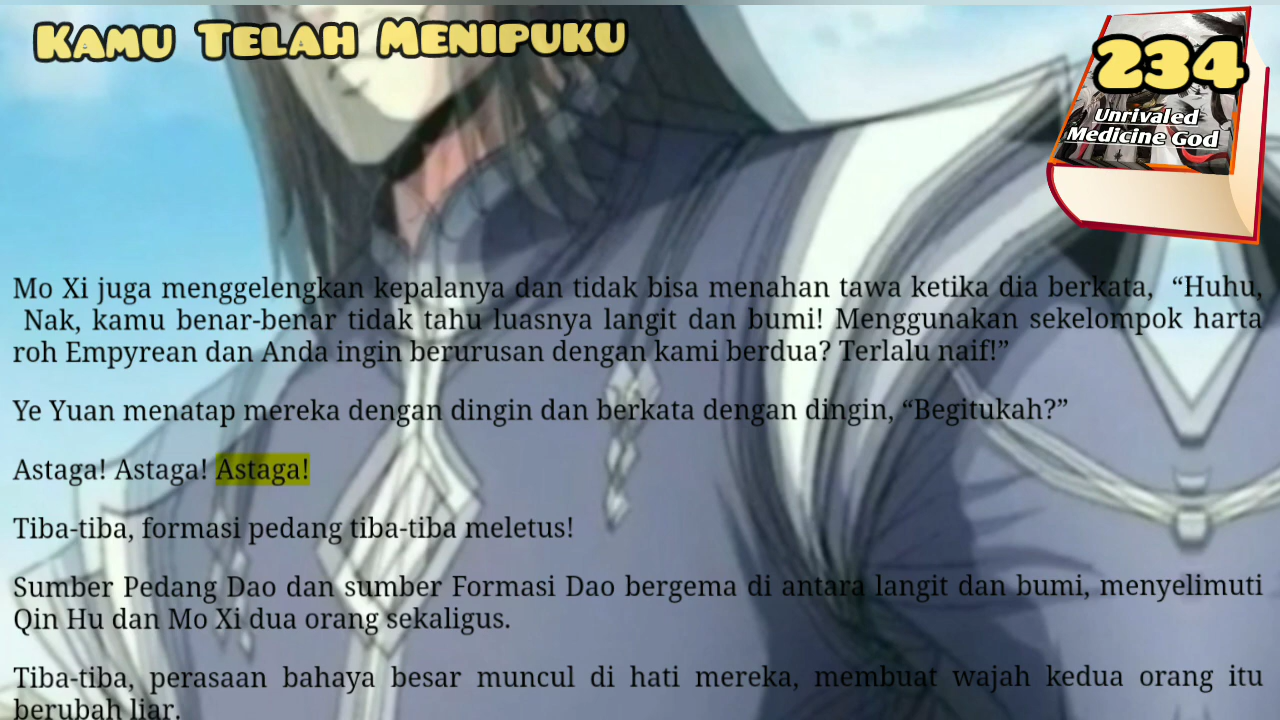 Kamu Telah Menipuku
234
Unrivaled
Medicine God
Mo Xi juga menggelengkan kepalanya dan tidak bisa menahan tawa ketika dia berkata, “Huhu,
Nak, kamu benar-benar tidak tahu luasnya langit dan bumi! Menggunakan sekelompok harta
roh Empyrean dan Anda ingin berurusan dengan kami berdua? Terlalu naif!”
Ye Yuan menatap mereka dengan dingin dan berkata dengan dingin, “Begitukah?”
Astaga! Astaga! Astaga!
Tiba-tiba, formasi pedang tiba-tiba meletus!
Sumber Pedang Dao dan sumber Formasi Dao bergema di antara langit dan bumi, menyelimuti
Qin Hu dan Mo Xi dua orang sekaligus.
Tiba-tiba, perasaan bahaya besar muncul di hati mereka, membuat wajah kedua orang itu
berubah liar.